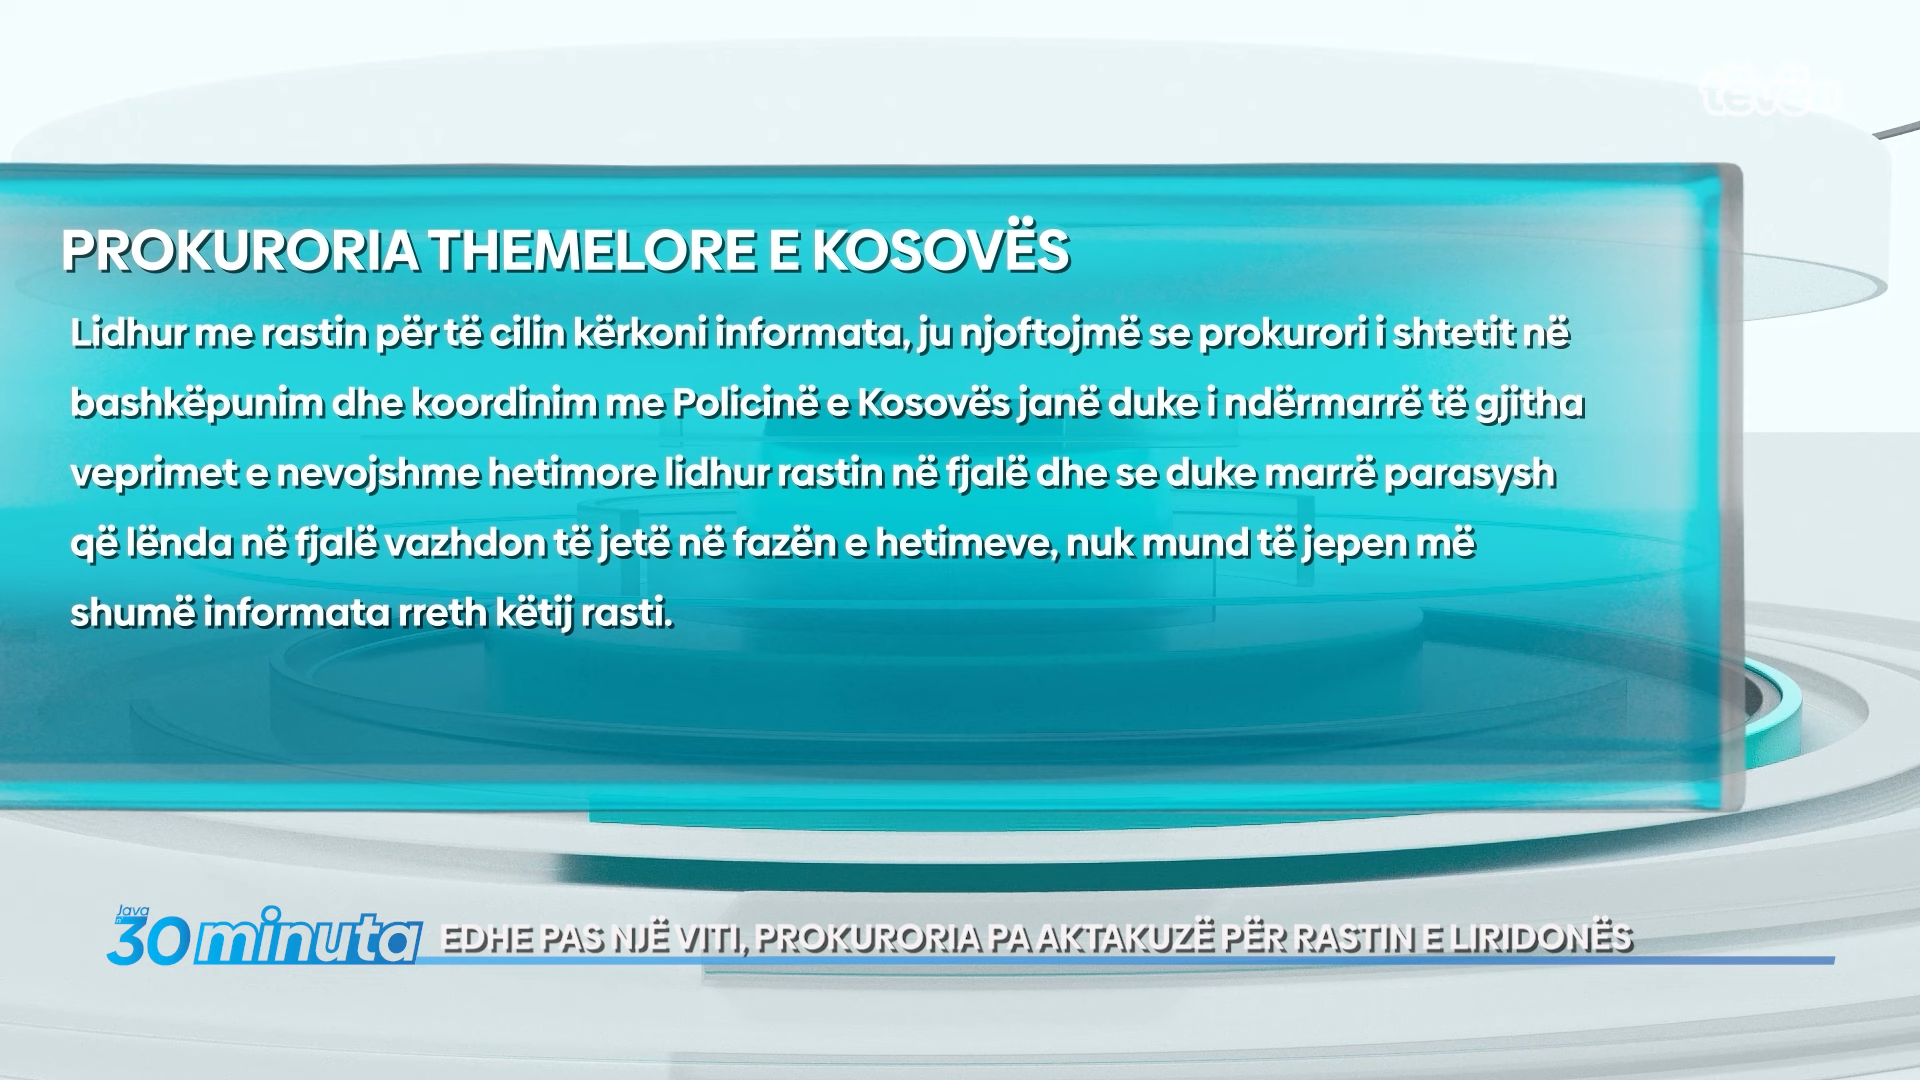 PROKURORIA THEMELORE E KOSOVËS
Lidhur me rastin për të cilin kërkoni informata, ju njoftojmë se prokurori i shtetit në
bashkëpunim dhe koordinim me Policinë e Kosovës janë duke i ndërmarrë të gjitha
veprimet e nevojshme hetimore lidhur rastin në fjalë dhe se duke marrë parasysh
që lënda në fjalë vazhdon të jetë në fazën e hetimeve, nuk mund të jepen më
shumë informata rreth këtij rasti.
Java
n
30 minuta
EDHE PAS NJË VITI, PROKURORIA PA AKTAKUZË PËR RASTIN E LIRIDONËS